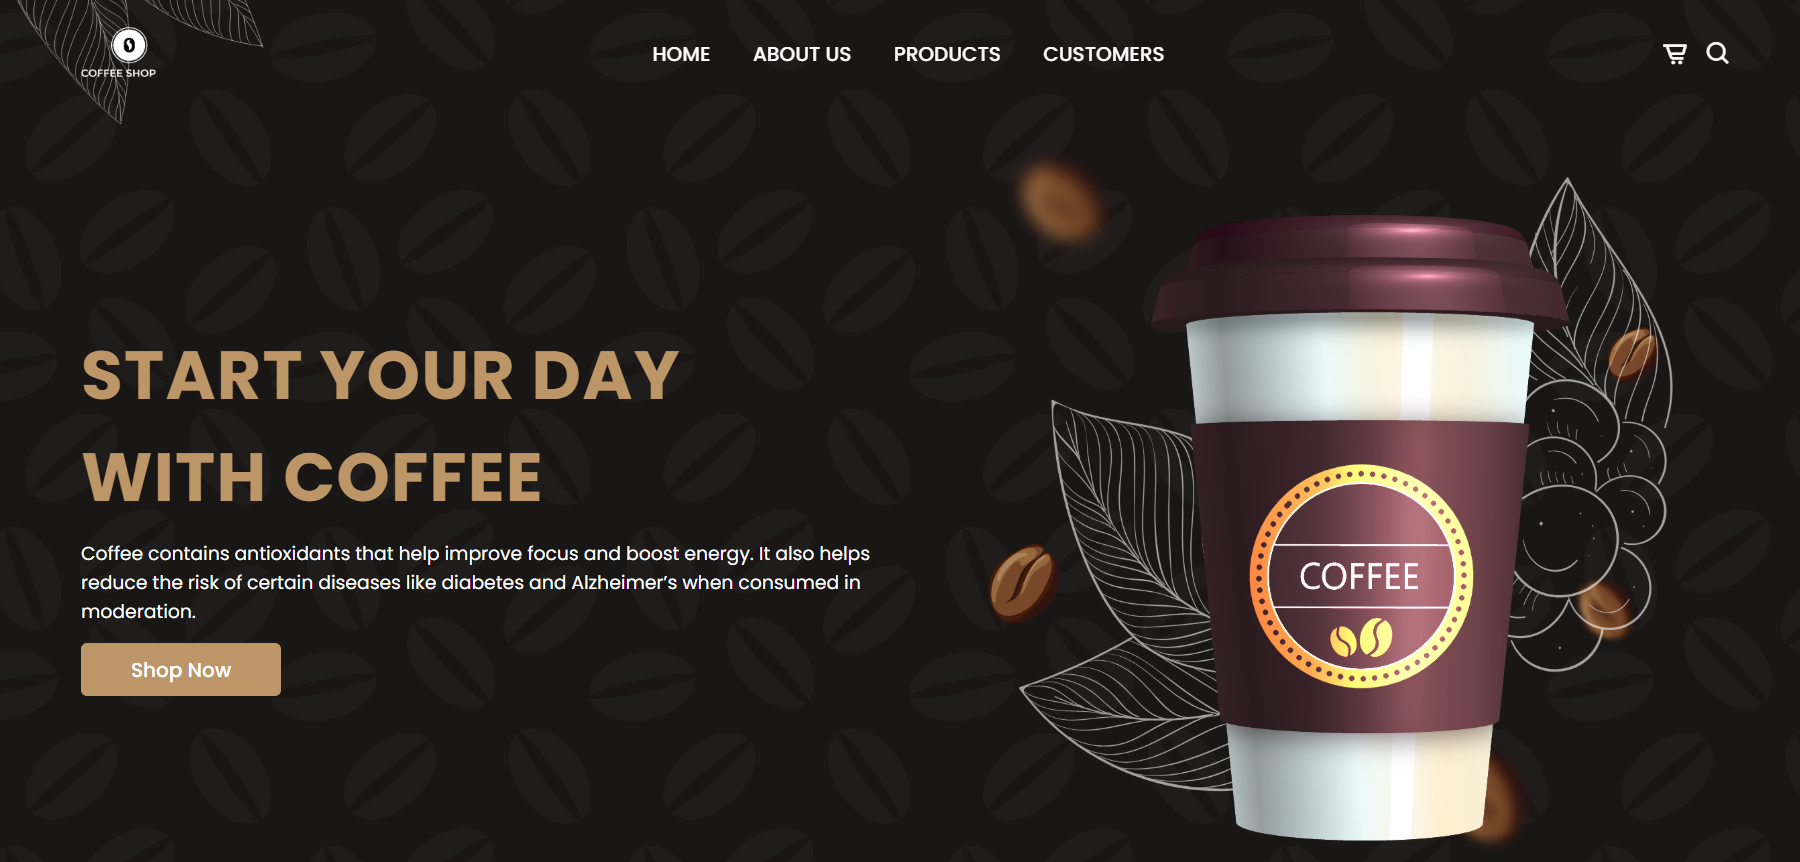 COFFEE SHOP
HOME ABOUT US PRODUCTS CUSTOMERS
START YOUR DAY
WITH COFFEE
Coffee contains antioxidants that help improve focus and boost energy. It also helps
reduce the risk of certain diseases like diabetes and Alzheimer’s when consumed in
moderation.
Shop Now
COFFEE